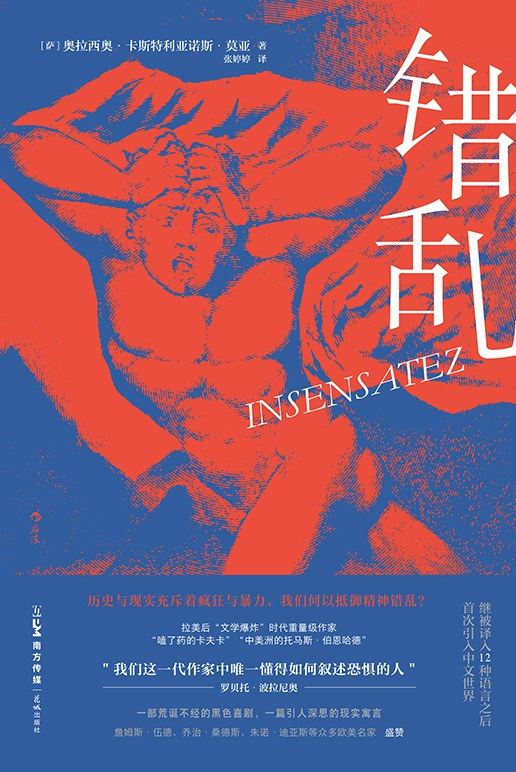 [萨] 奥拉西奥·卡斯特利亚诺斯·莫亚 著
张婷婷 译
错乱
INSENSATEZ
后浪
历史与现实充斥着疯狂与暴力，我们何以抵御精神错乱？
拉美后“文学爆炸”时代重量级作家
“嗑了药的卡夫卡” “中美洲的托马斯·伯恩哈德”
"我们这一代作家中唯一懂得如何叙述恐惧的人"
罗贝托·波拉尼奥
一部荒诞不经的黑色喜剧，一篇引人深思的现实寓言
詹姆斯·伍德、乔治·桑德斯、朱诺·迪亚斯等众多欧美名家 盛赞
继被译入12种语言之后
首次引入中文世界
南方传媒
花城出版社